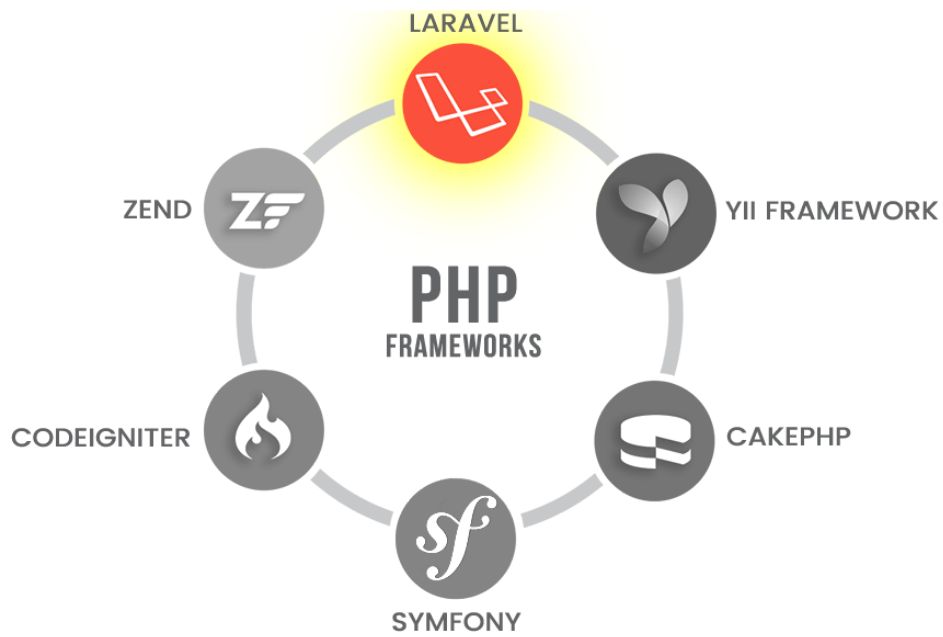 LARAVEL
ZEND
YII FRAMEWORK
PHP
FRAMEWORKS
CODEIGNITER
CAKEPHP
SYMFONY